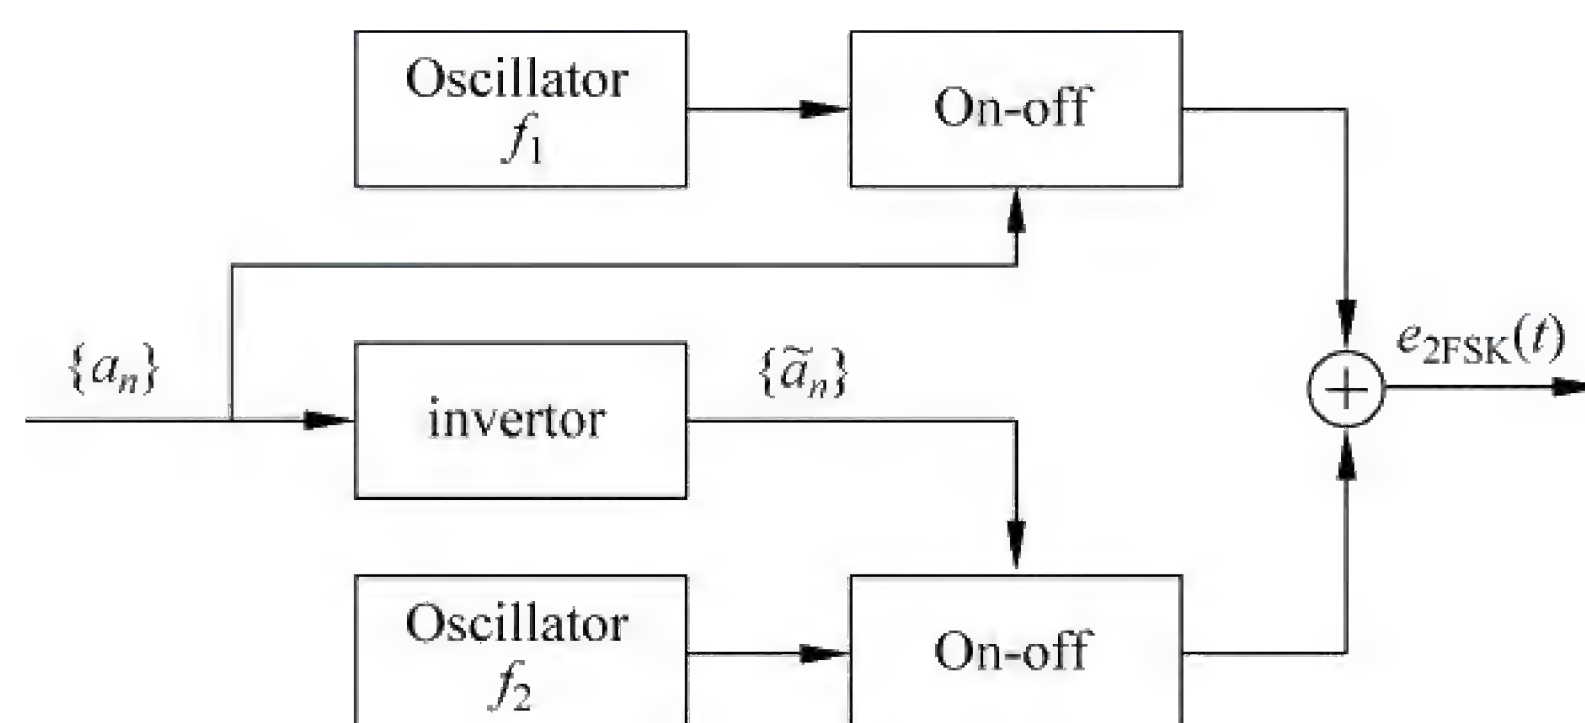 Oscillator
f₁
On-off
{aₙ}
invertor
{ãₙ}
e₂FSK(t)
Oscillator
f₂
On-off